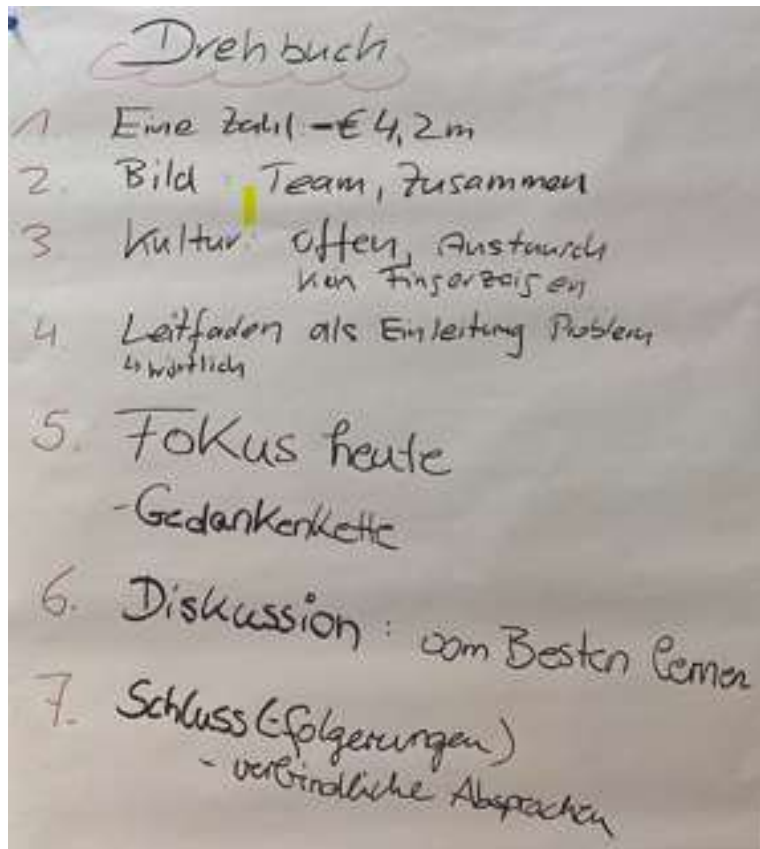 Drehbuch
1. Eine Zahl -€ 4,2m
2. Bild : Team, Zusammen
3 Kultur: Offen, Austausch
Kein Fingerzeigen
4 Leitfaden als Einleitung Problem
↳ wörtlich
5. Fokus heute
- Gedankenkette
6. Diskussion : vom Besten lernen
7. Schluss (-folgerungen)
- verbindliche Absprachen